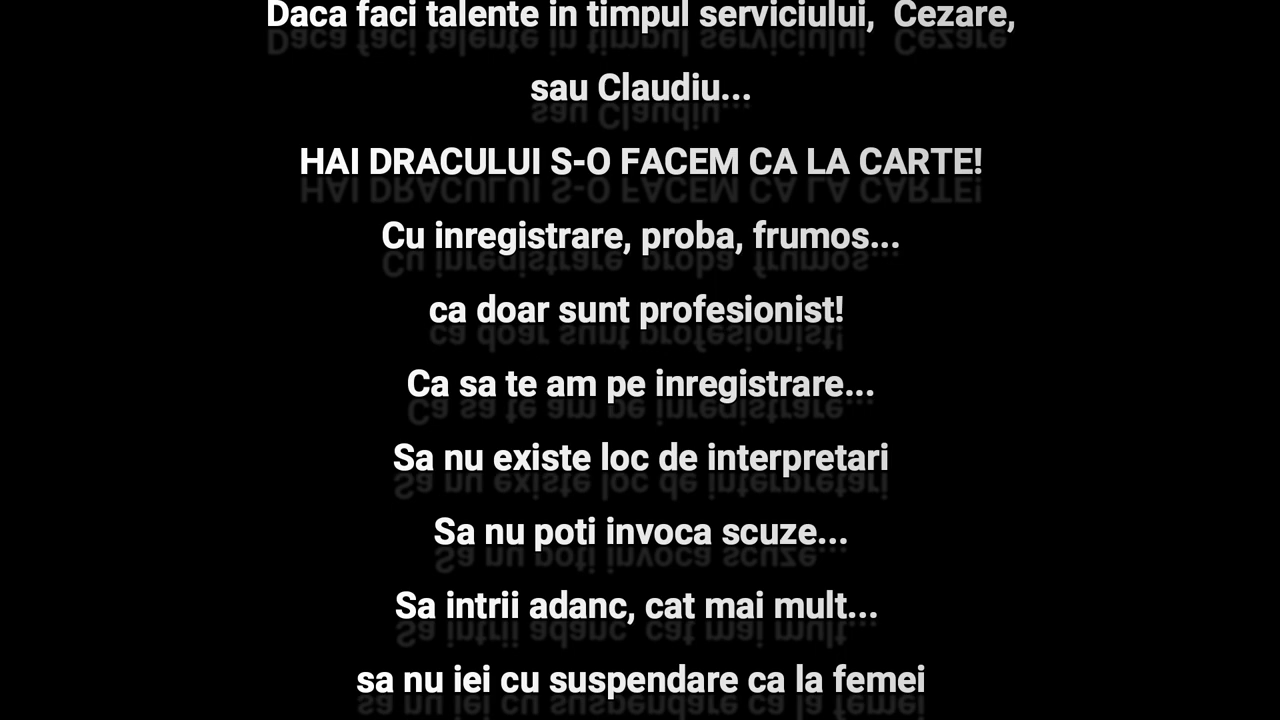 Daca faci talente in timpul serviciului, Cezare,
sau Claudiu...
HAI DRACULUI S-O FACEM CA LA CARTE!
Cu inregistrare, proba, frumos...
ca doar sunt profesionist!
Ca sa te am pe inregistrare...
Sa nu existe loc de interpretari
Sa nu poti invoca scuze...
Sa intrii adanc, cat mai mult...
sa nu iei cu suspendare ca la femei